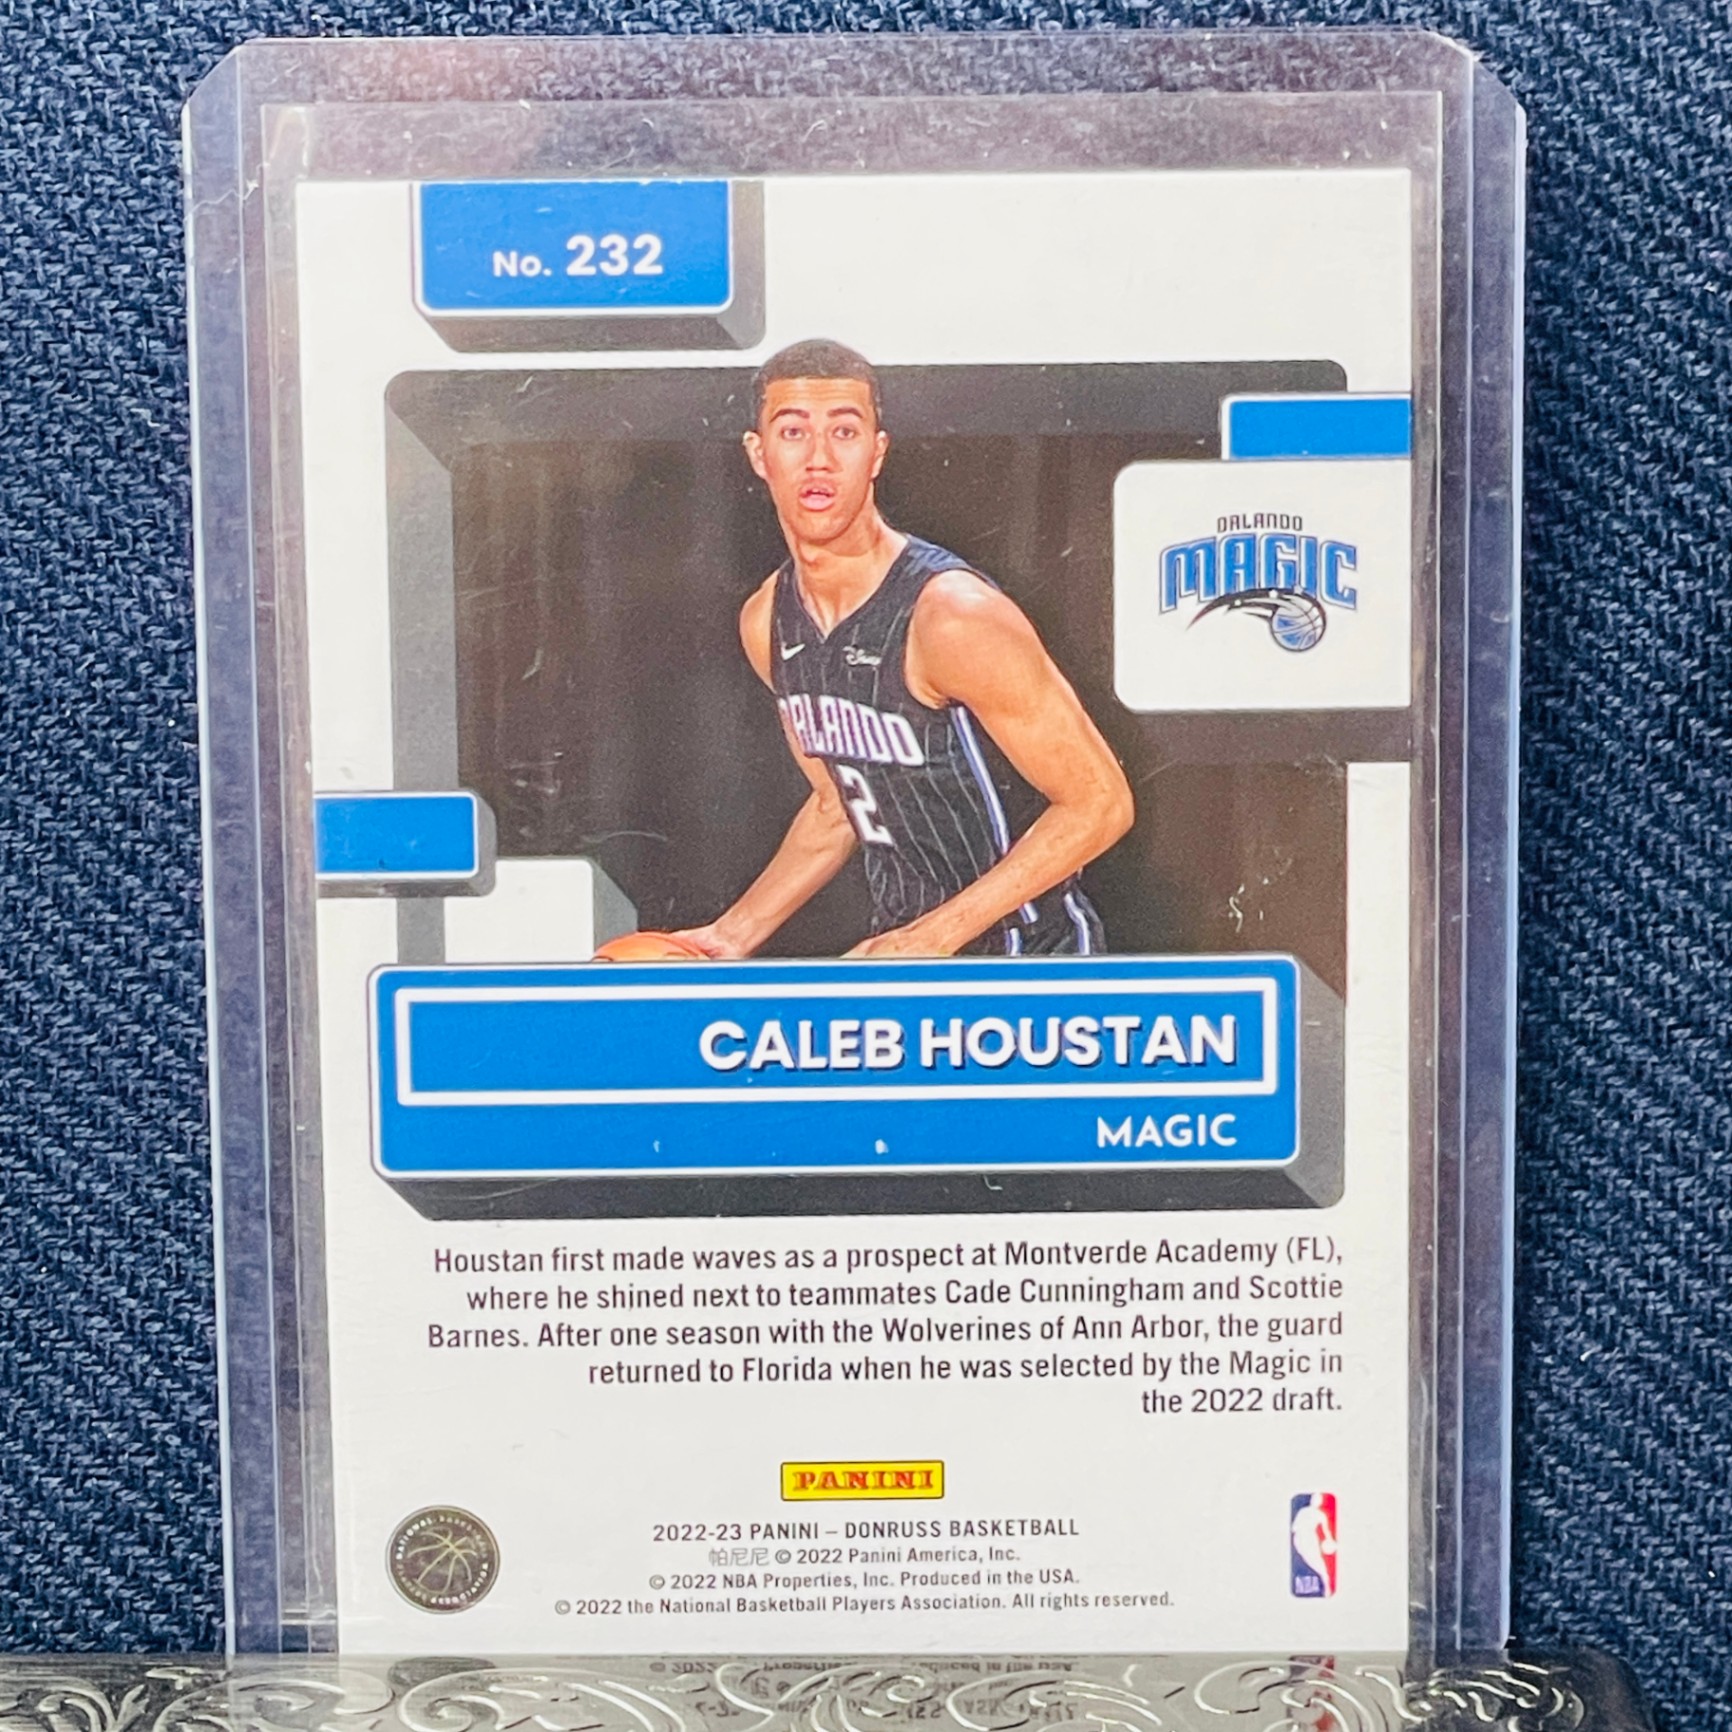 No. 232
ORLANDO
MAGIC
Disney
ORLANDO
2
CALEB HOUSTAN
MAGIC
Houstan first made waves as a prospect at Montverde Academy (FL),
where he shined next to teammates Cade Cunningham and Scottie
Barnes. After one season with the Wolverines of Ann Arbor, the guard
returned to Florida when he was selected by the Magic in
the 2022 draft.
PANINI
2022-23 PANINI – DONRUSS BASKETBALL
帕尼尼 © 2022 Panini America, Inc.
© 2022 NBA Properties, Inc. Produced in the USA.
© 2022 the National Basketball Players Association. All rights reserved.
NBA